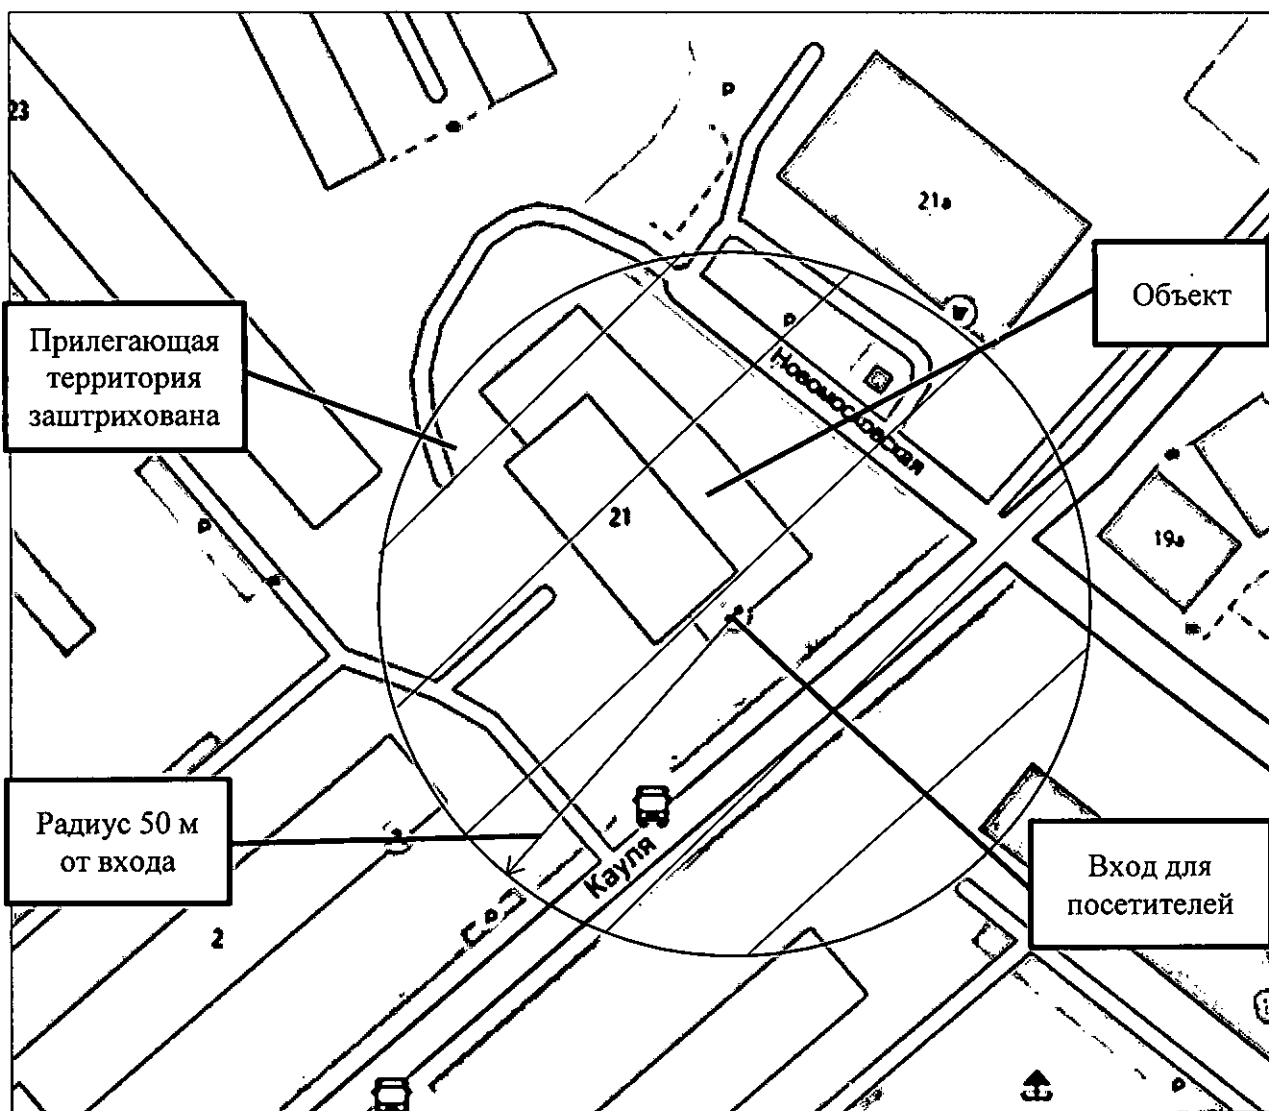 23
P
21а
Объект
Прилегающая
территория
заштрихована
P
Новомосковская
21
P
19а
Радиус 50 м
от входа
Кауля
Вход для
посетителей
P
2
P